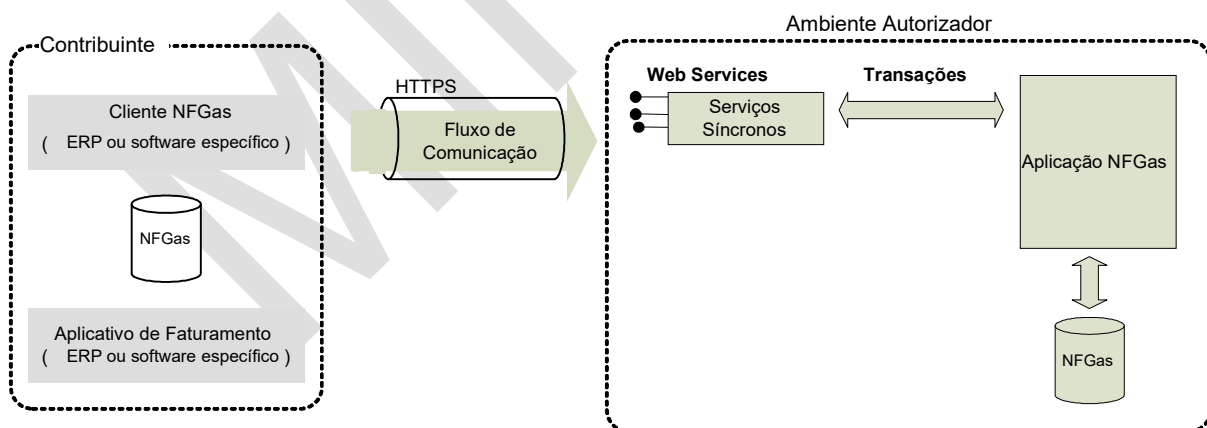 Contribuinte
Cliente NFGas
( ERP ou software específico )
NFGas
Aplicativo de Faturamento
( ERP ou software específico )
HTTPS
Fluxo de
Comunicação
Ambiente Autorizador
Web Services
Serviços
Síncronos
Transações
Aplicação NFGas
NFGas